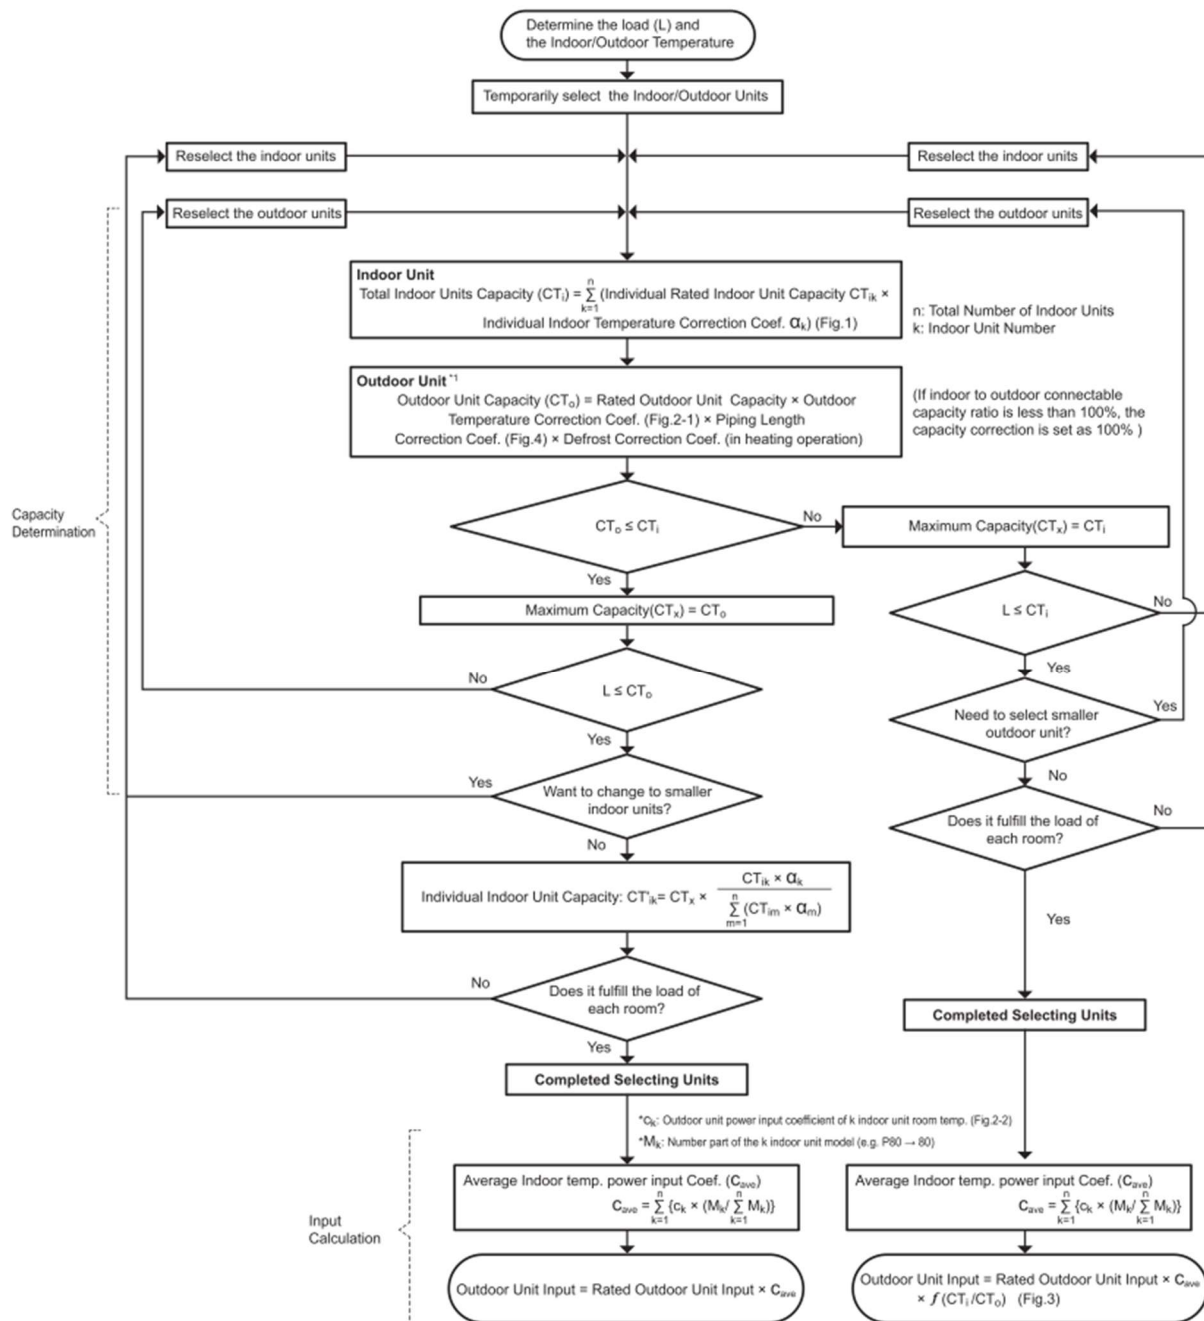 Determine the load (L) and
the Indoor/Outdoor Temperature
Temporarily select the Indoor/Outdoor Units
Reselect the indoor units
Reselect the indoor units
Reselect the outdoor units
Reselect the outdoor units
Indoor Unit
Total Indoor Units Capacity (CTi) = n∑k=1 (Individual Rated Indoor Unit Capacity CTik ×
Individual Indoor Temperature Correction Coef. αk) (Fig.1)
n: Total Number of Indoor Units
k: Indoor Unit Number
Outdoor Unit *1
Outdoor Unit Capacity (CTo) = Rated Outdoor Unit Capacity × Outdoor
Temperature Correction Coef. (Fig.2-1) × Piping Length
Correction Coef. (Fig.4) × Defrost Correction Coef. (in heating operation)
(If indoor to outdoor connectable
capacity ratio is less than 100%, the
capacity correction is set as 100% )
Capacity
Determination
CTo ≤ CTi
No
Maximum Capacity(CTx) = CTi
Yes
Maximum Capacity(CTx) = CTo
L ≤ CTi
No
Yes
No
L ≤ CTo
Need to select smaller
outdoor unit?
Yes
Yes
No
Yes
Want to change to smaller
indoor units?
No
Does it fulfill the load of
each room?
No
Individual Indoor Unit Capacity: CT'ik= CTx × CTik × αk / n∑m=1 (CTim × αm)
Yes
No
Does it fulfill the load of
each room?
Completed Selecting Units
Yes
Completed Selecting Units
*ck: Outdoor unit power input coefficient of k indoor unit room temp. (Fig.2-2)
*Mk: Number part of the k indoor unit model (e.g. P80 → 80)
Average Indoor temp. power input Coef. (Cave)
Cave = n∑k=1 {ck × (Mk/ n∑k=1 Mk)}
Average Indoor temp. power input Coef. (Cave)
Cave = n∑k=1 {ck × (Mk/ n∑k=1 Mk)}
Input
Calculation
Outdoor Unit Input = Rated Outdoor Unit Input × Cave
Outdoor Unit Input = Rated Outdoor Unit Input × Cave
× f (CTi /CTo) (Fig.3)